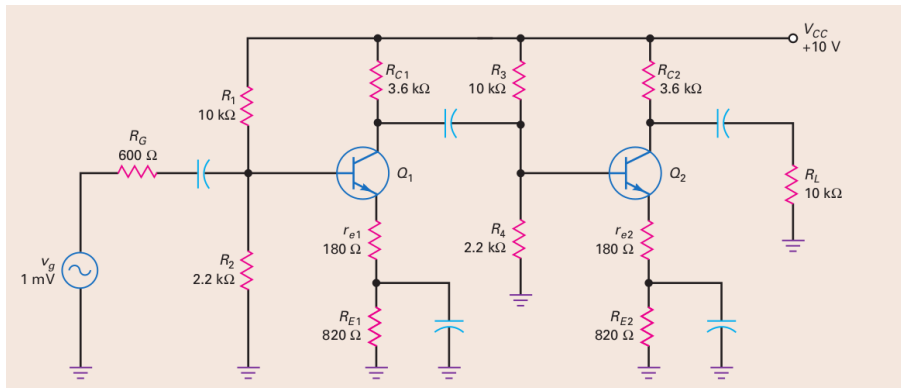 VCC
+10 V
R1
10 kΩ
RC1
3.6 kΩ
R3
10 kΩ
RC2
3.6 kΩ
RG
600 Ω
Q1
Q2
RL
10 kΩ
vg
1 mV
R2
2.2 kΩ
re1
180 Ω
R4
2.2 kΩ
re2
180 Ω
RE1
820 Ω
RE2
820 Ω